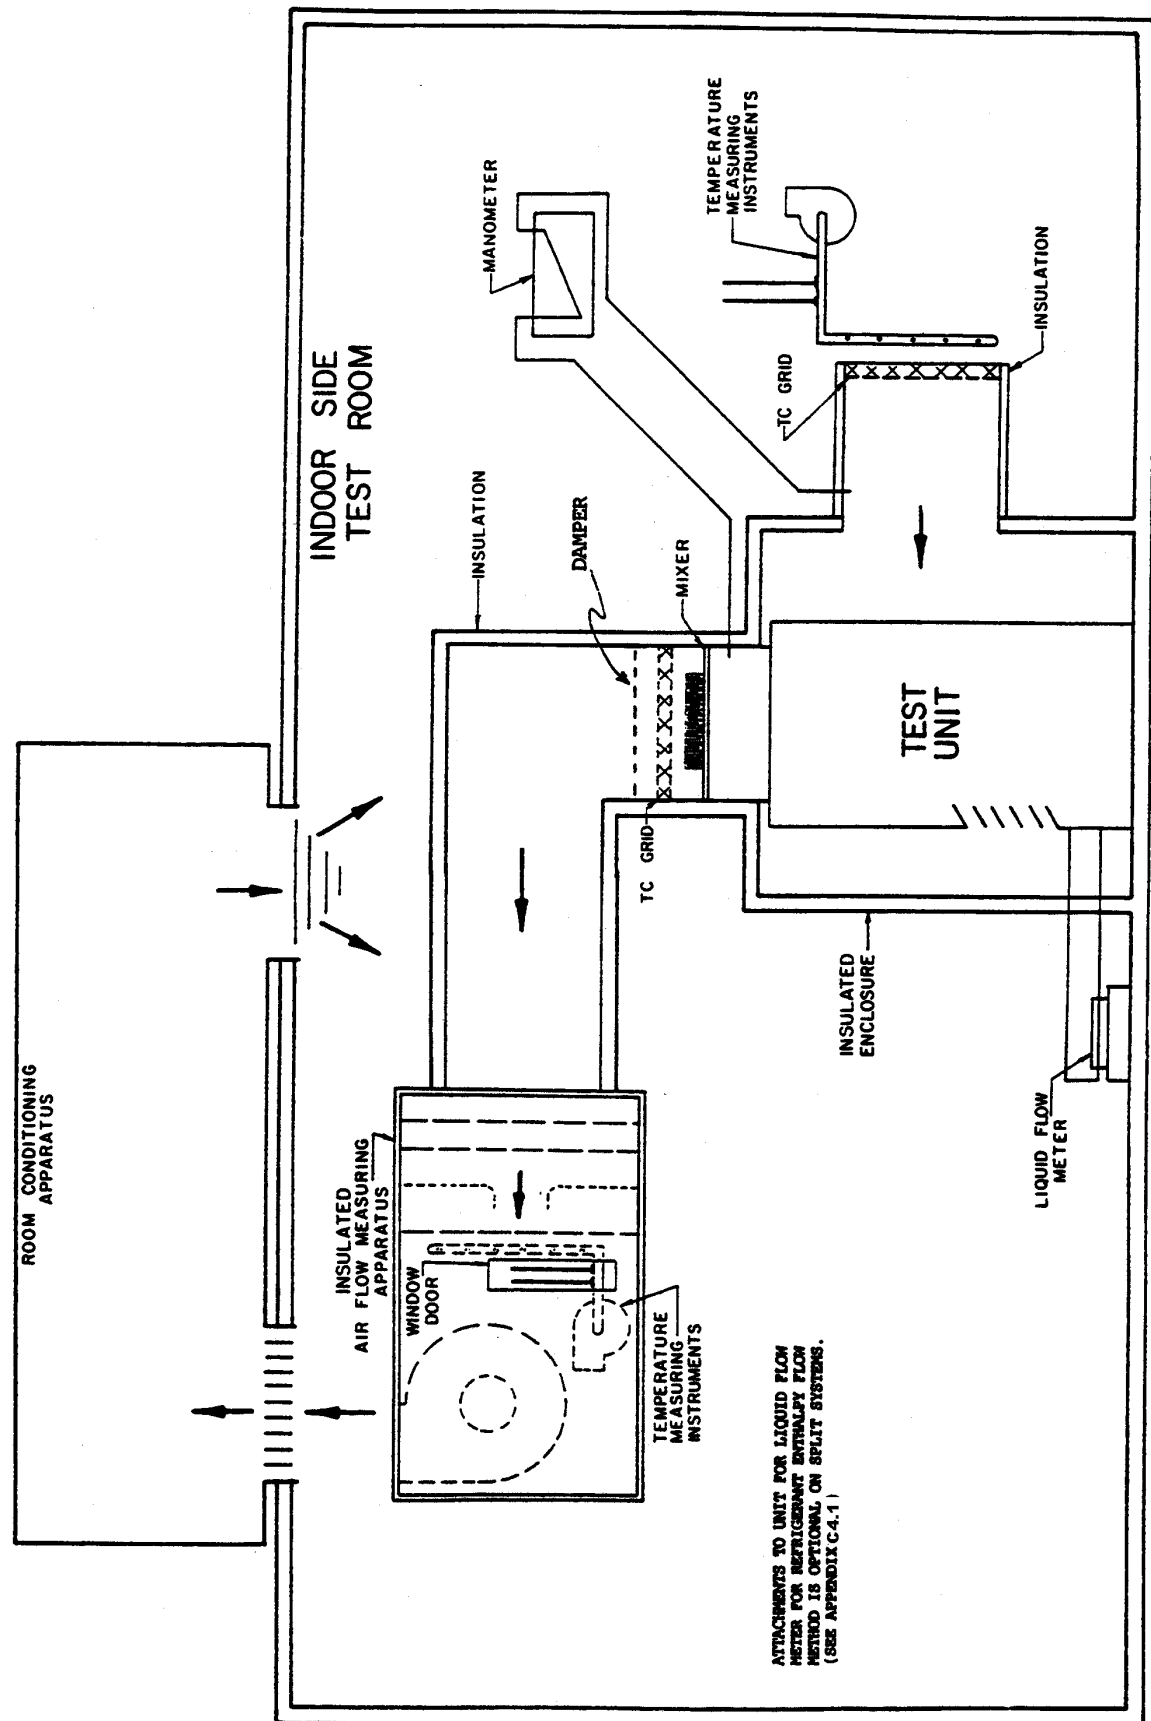 ROOM CONDITIONING
APPARATUS
INDOOR SIDE
TEST ROOM
MANOMETER
TEMPERATURE
MEASURING
INSTRUMENTS
INSULATION
TC GRID
INSULATION
DAMPER
MIXER
TC GRID
TEST
UNIT
INSULATED
ENCLOSURE
LIQUID FLOW
METER
INSULATED
AIR FLOW MEASURING
APPARATUS
WINDOW
DOOR
TEMPERATURE
MEASURING
INSTRUMENTS
ATTACHMENTS TO UNIT FOR LIQUID FLOW
METER FOR REFRIGERANT ENTHALPY FLOW
METHOD IS OPTIONAL ON SPLIT SYSTEMS.
(SEE APPENDIX C4.1)